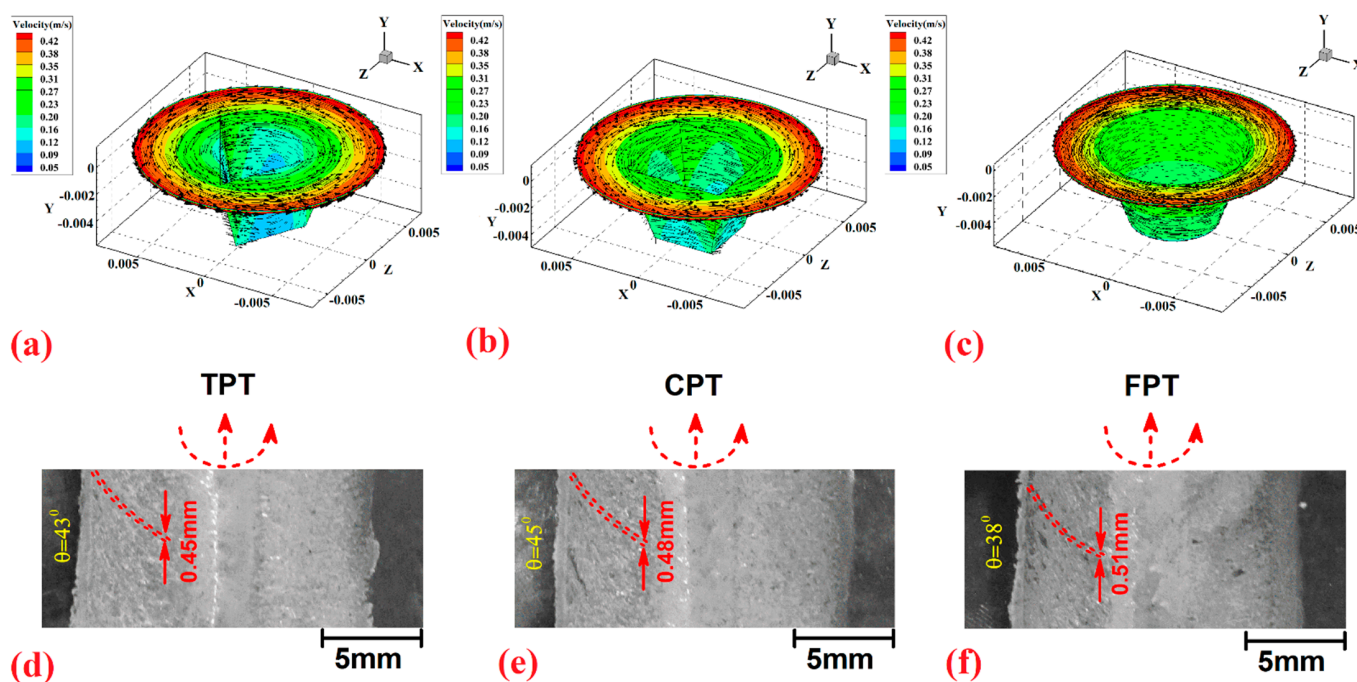 Velocity(m/s)
0.42
0.38
0.35
0.31
0.27
0.23
0.20
0.16
0.12
0.09
0.05
Y
Z
X
0
-0.002
-0.004
Y
0.005
0
X
-0.005
-0.005
0
Z
0.005
(a)
Velocity(m/s)
0.42
0.38
0.35
0.31
0.27
0.23
0.20
0.16
0.12
0.09
0.05
Y
Z
X
0
-0.002
-0.004
Y
0.005
0
X
-0.005
-0.005
0
Z
0.005
(b)
Velocity(m/s)
0.42
0.38
0.35
0.31
0.27
0.23
0.20
0.16
0.12
0.09
0.05
Y
Z
X
0
-0.002
-0.004
Y
0.005
0
X
-0.005
-0.005
0
Z
0.005
(c)
TPT
θ=43⁰
0.45mm
5mm
(d)
CPT
θ=45⁰
0.48mm
5mm
(e)
FPT
θ=38⁰
0.51mm
5mm
(f)